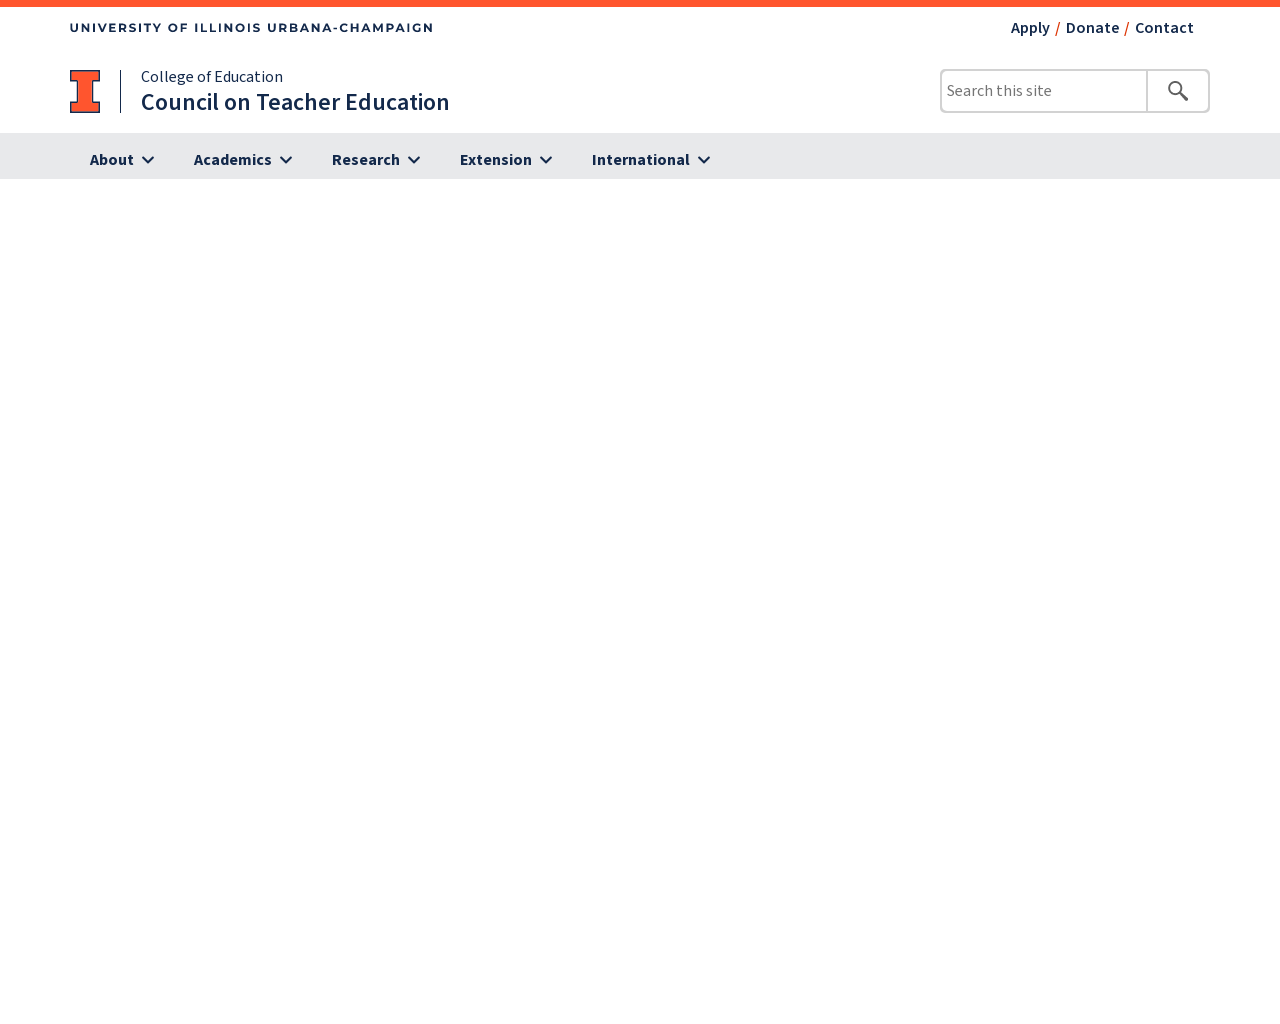 UNIVERSITY OF ILLINOIS URBANA-CHAMPAIGN
Apply / Donate / Contact
College of Education
Council on Teacher Education
Search this site
About Academics Research Extension International